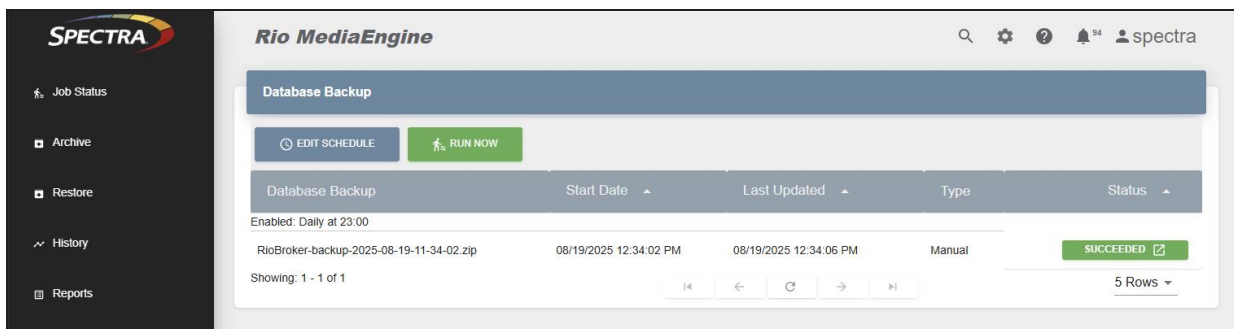 SPECTRA
Rio MediaEngine
94
spectra
Job Status
Archive
Restore
History
Reports
Database Backup
EDIT SCHEDULE
RUN NOW
Database Backup Start Date Last Updated Type Status
Enabled: Daily at 23:00
RioBroker-backup-2025-08-19-11-34-02.zip 08/19/2025 12:34:02 PM 08/19/2025 12:34:06 PM Manual SUCCEEDED
Showing: 1 - 1 of 1
5 Rows